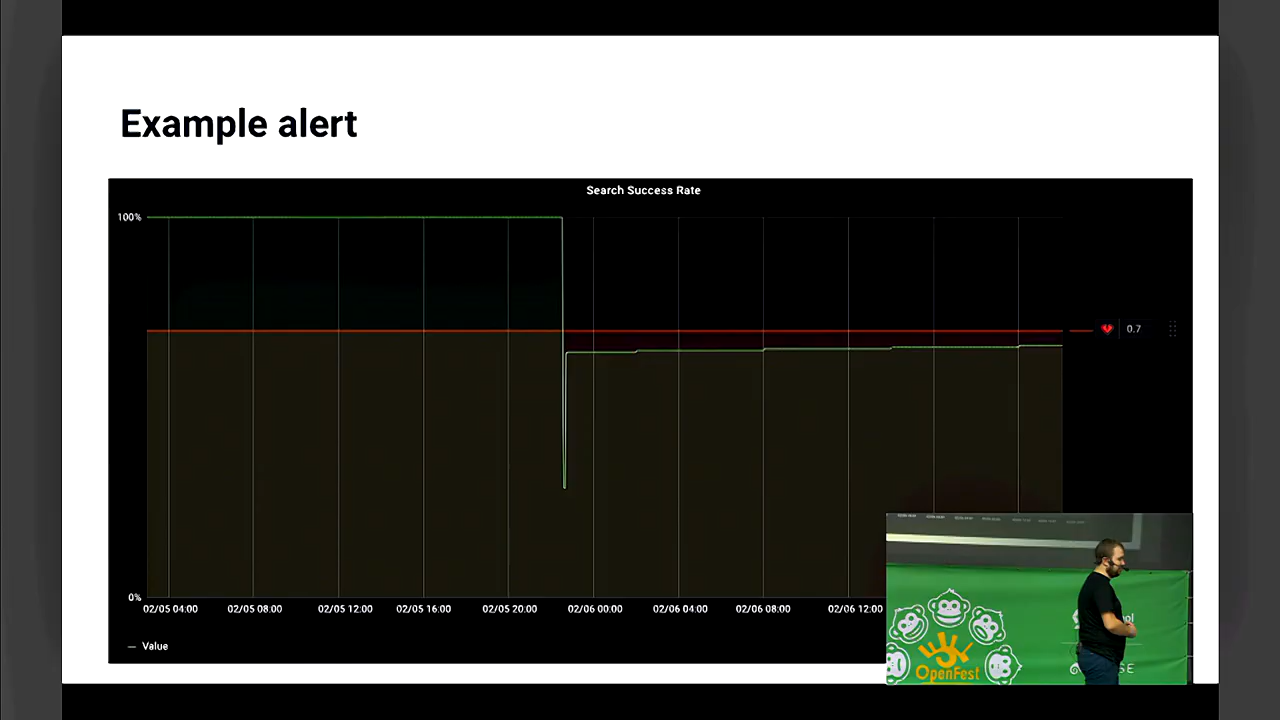 Example alert
Search Success Rate
100%
0.7
0%
02/05 04:00 02/05 08:00 02/05 12:00 02/05 16:00 02/05 20:00 02/06 00:00 02/06 04:00 02/06 08:00 02/06 12:00
Value
OpenFest